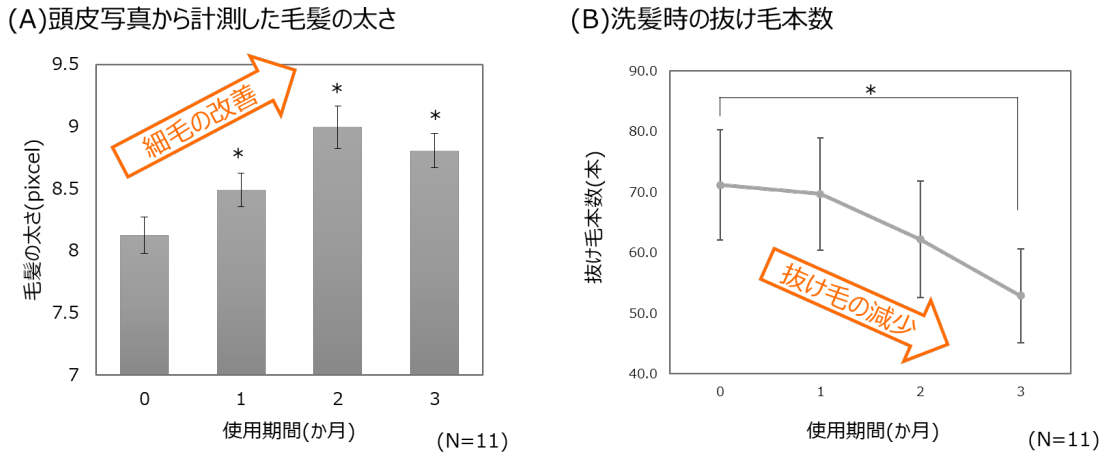 (A)頭皮写真から計測した毛髪の太さ
9.5
9
8.5
8
7.5
7
毛髪の太さ(pixcel)
細毛の改善
*
*
*
0 1 2 3
使用期間(か月)
(N=11)
(B)洗髪時の抜け毛本数
90.0
80.0
70.0
60.0
50.0
40.0
抜け毛本数(本)
*
抜け毛の減少
0 1 2 3
使用期間(か月)
(N=11)